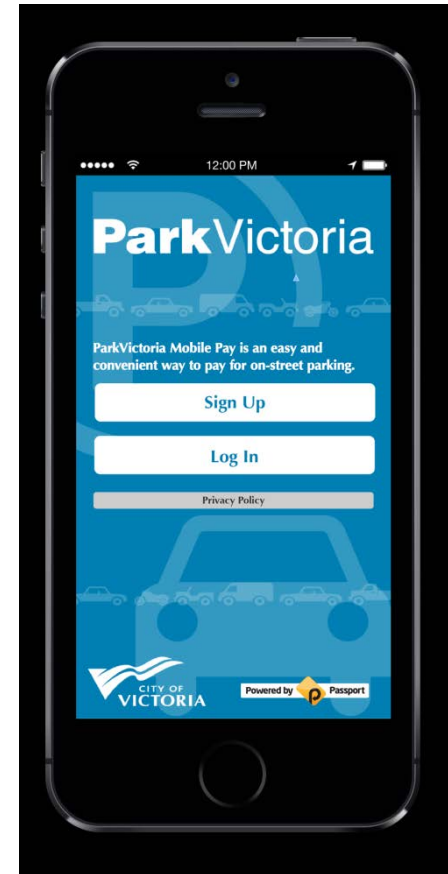 12:00 PM
ParkVictoria
P
ParkVictoria Mobile Pay is an easy and
convenient way to pay for on-street parking.
Sign Up
Log In
Privacy Policy
CITY OF
VICTORIA
Powered by p Passport